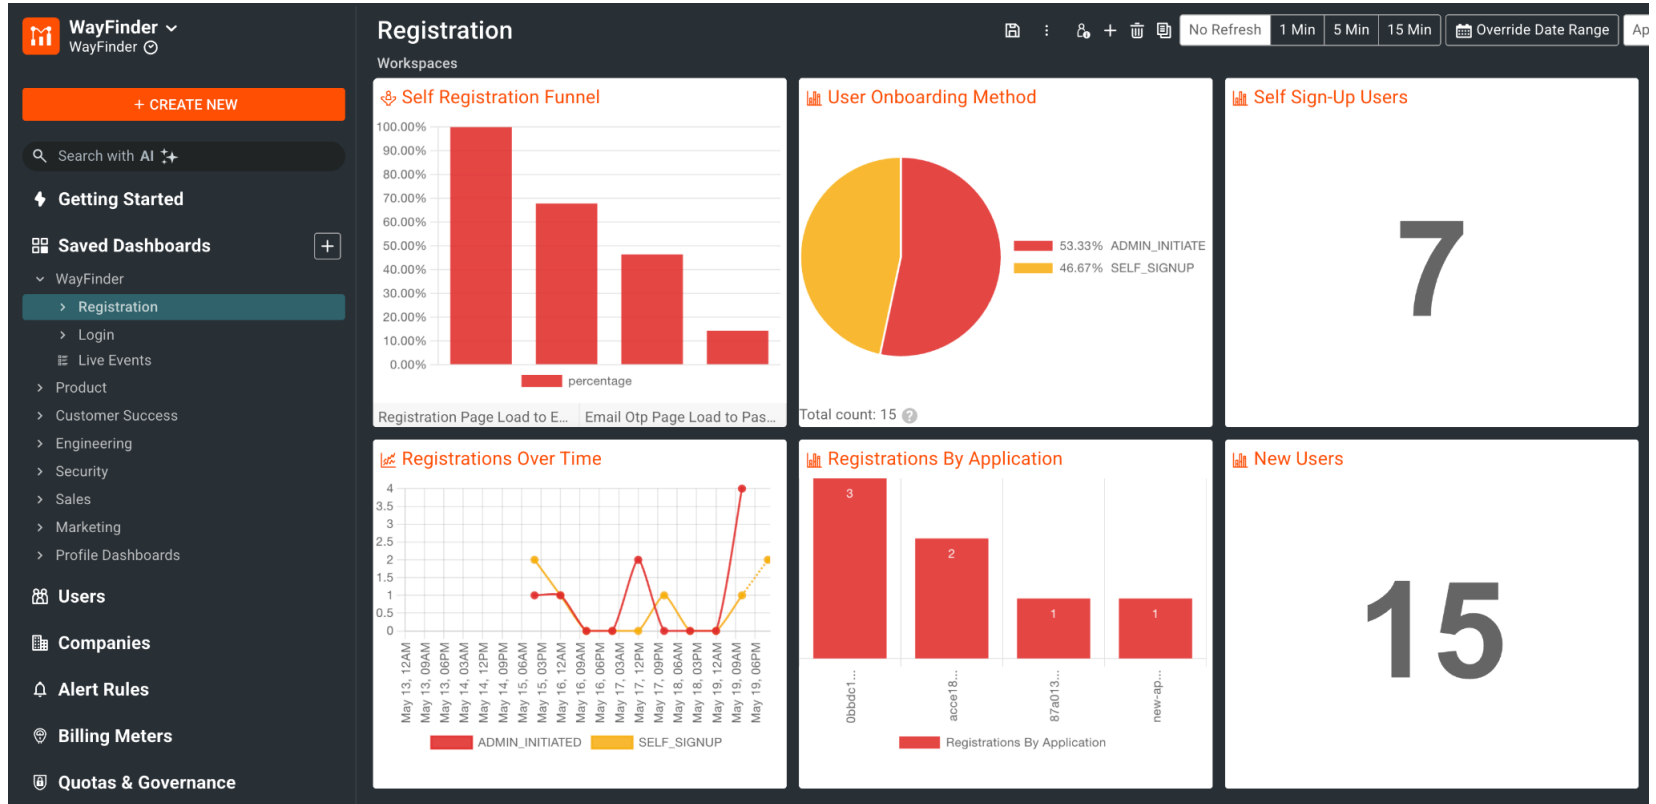 WayFinder
WayFinder
+ CREATE NEW
Search with AI
Getting Started
Saved Dashboards
WayFinder
Registration
Login
Live Events
Product
Customer Success
Engineering
Security
Sales
Marketing
Profile Dashboards
Users
Companies
Alert Rules
Billing Meters
Quotas & Governance
Registration
No Refresh 1 Min 5 Min 15 Min Override Date Range Ap
Workspaces
Self Registration Funnel
100.00%
90.00%
80.00%
70.00%
60.00%
50.00%
40.00%
30.00%
20.00%
10.00%
0.00%
percentage
Registration Page Load to E... Email Otp Page Load to Pas...
User Onboarding Method
53.33% ADMIN_INITIATE
46.67% SELF_SIGNUP
Total count: 15 ?
Self Sign-Up Users
7
Registrations Over Time
4
3.5
3
2.5
2
1.5
1
0.5
0
May 13, 12AM
May 13, 09AM
May 13, 06PM
May 14, 03AM
May 14, 12PM
May 14, 09PM
May 15, 06AM
May 15, 03PM
May 16, 12AM
May 16, 09AM
May 16, 06PM
May 17, 03AM
May 17, 12PM
May 17, 09PM
May 18, 06AM
May 18, 03PM
May 19, 12AM
May 19, 09AM
May 19, 06PM
ADMIN_INITIATED SELF_SIGNUP
Registrations By Application
3
2
1
1
0bbdc1...
acce18...
87a013...
new-ap...
Registrations By Application
New Users
15